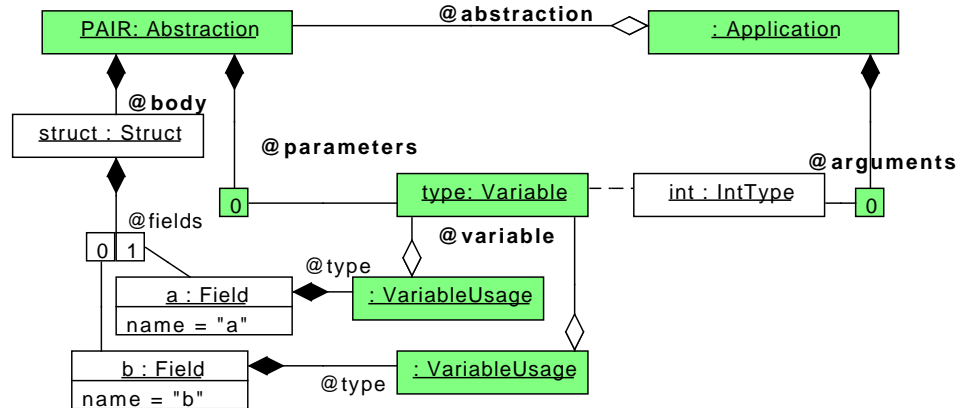 @abstraction
PAIR: Abstraction
: Application
@body
struct : Struct
@parameters
@arguments
type: Variable
int : IntType
0
0
@fields
@variable
0 1
@type
a : Field
: VariableUsage
name = "a"
b : Field
: VariableUsage
@type
name = "b"